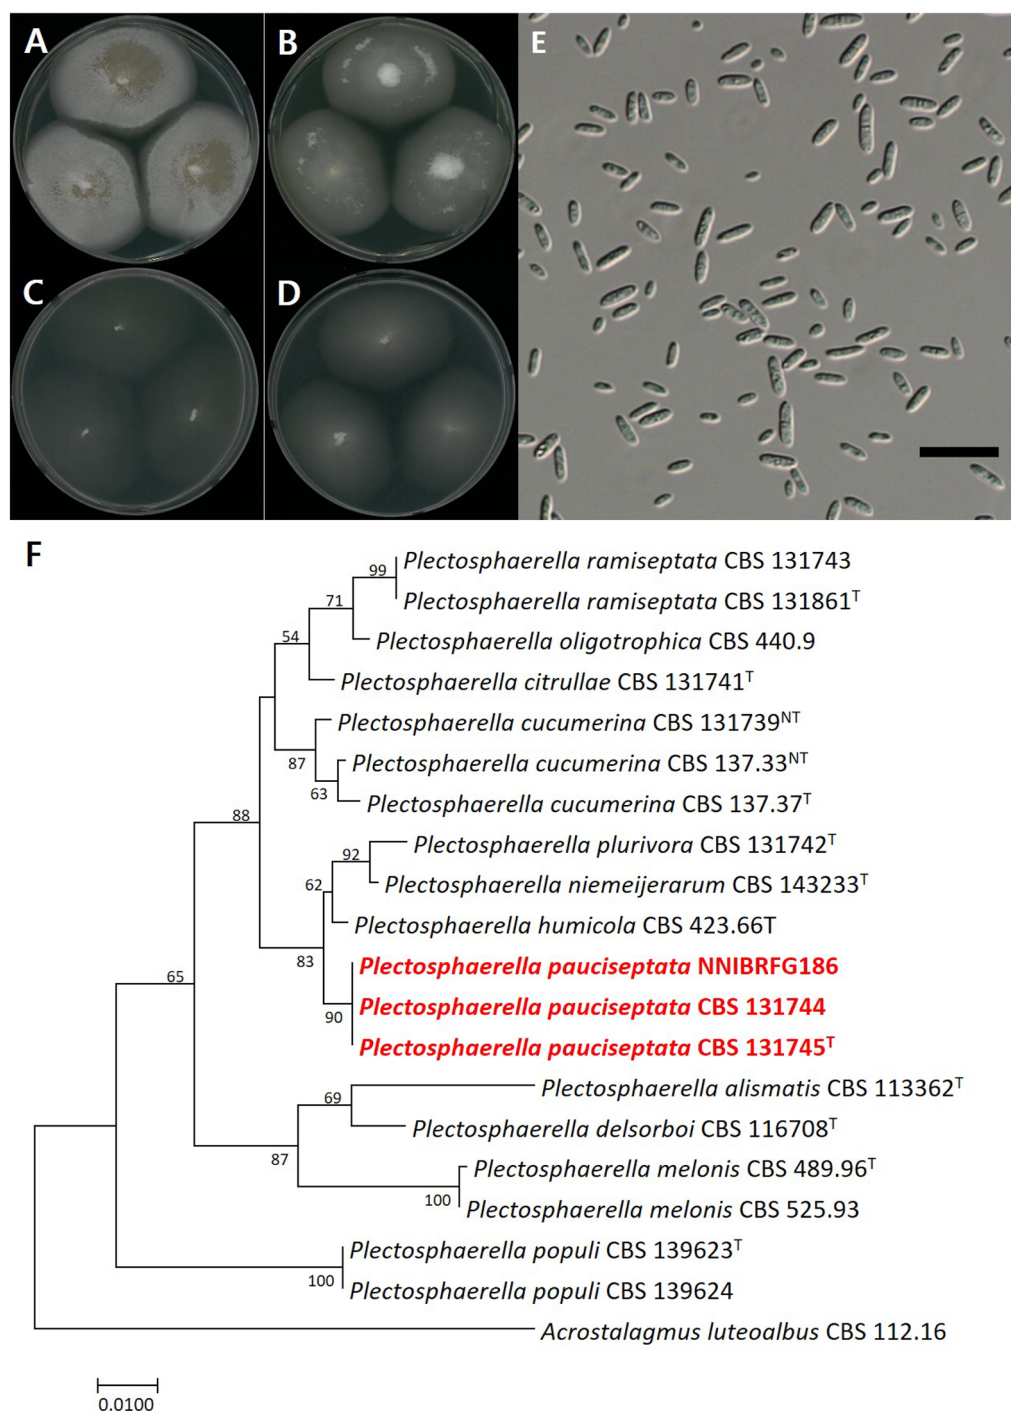 A
B
E
C
D
F
Plectosphaerella ramiseptata CBS 131743
99
Plectosphaerella ramiseptata CBS 131861ᵀ
71
Plectosphaerella oligotrophica CBS 440.9
54
Plectosphaerella citrullae CBS 131741ᵀ
Plectosphaerella cucumerina CBS 131739ᴺᵀ
87
Plectosphaerella cucumerina CBS 137.33ᴺᵀ
63
Plectosphaerella cucumerina CBS 137.37ᵀ
88
Plectosphaerella plurivora CBS 131742ᵀ
92
Plectosphaerella niemeijerarum CBS 143233ᵀ
62
Plectosphaerella humicola CBS 423.66T
83
Plectosphaerella pauciseptata NNIBRFG186
65
Plectosphaerella pauciseptata CBS 131744
90
Plectosphaerella pauciseptata CBS 131745ᵀ
Plectosphaerella alismatis CBS 113362ᵀ
69
Plectosphaerella delsorboi CBS 116708ᵀ
87
Plectosphaerella melonis CBS 489.96ᵀ
100
Plectosphaerella melonis CBS 525.93
Plectosphaerella populi CBS 139623ᵀ
100
Plectosphaerella populi CBS 139624
Acrostalagmus luteoalbus CBS 112.16
0.0100